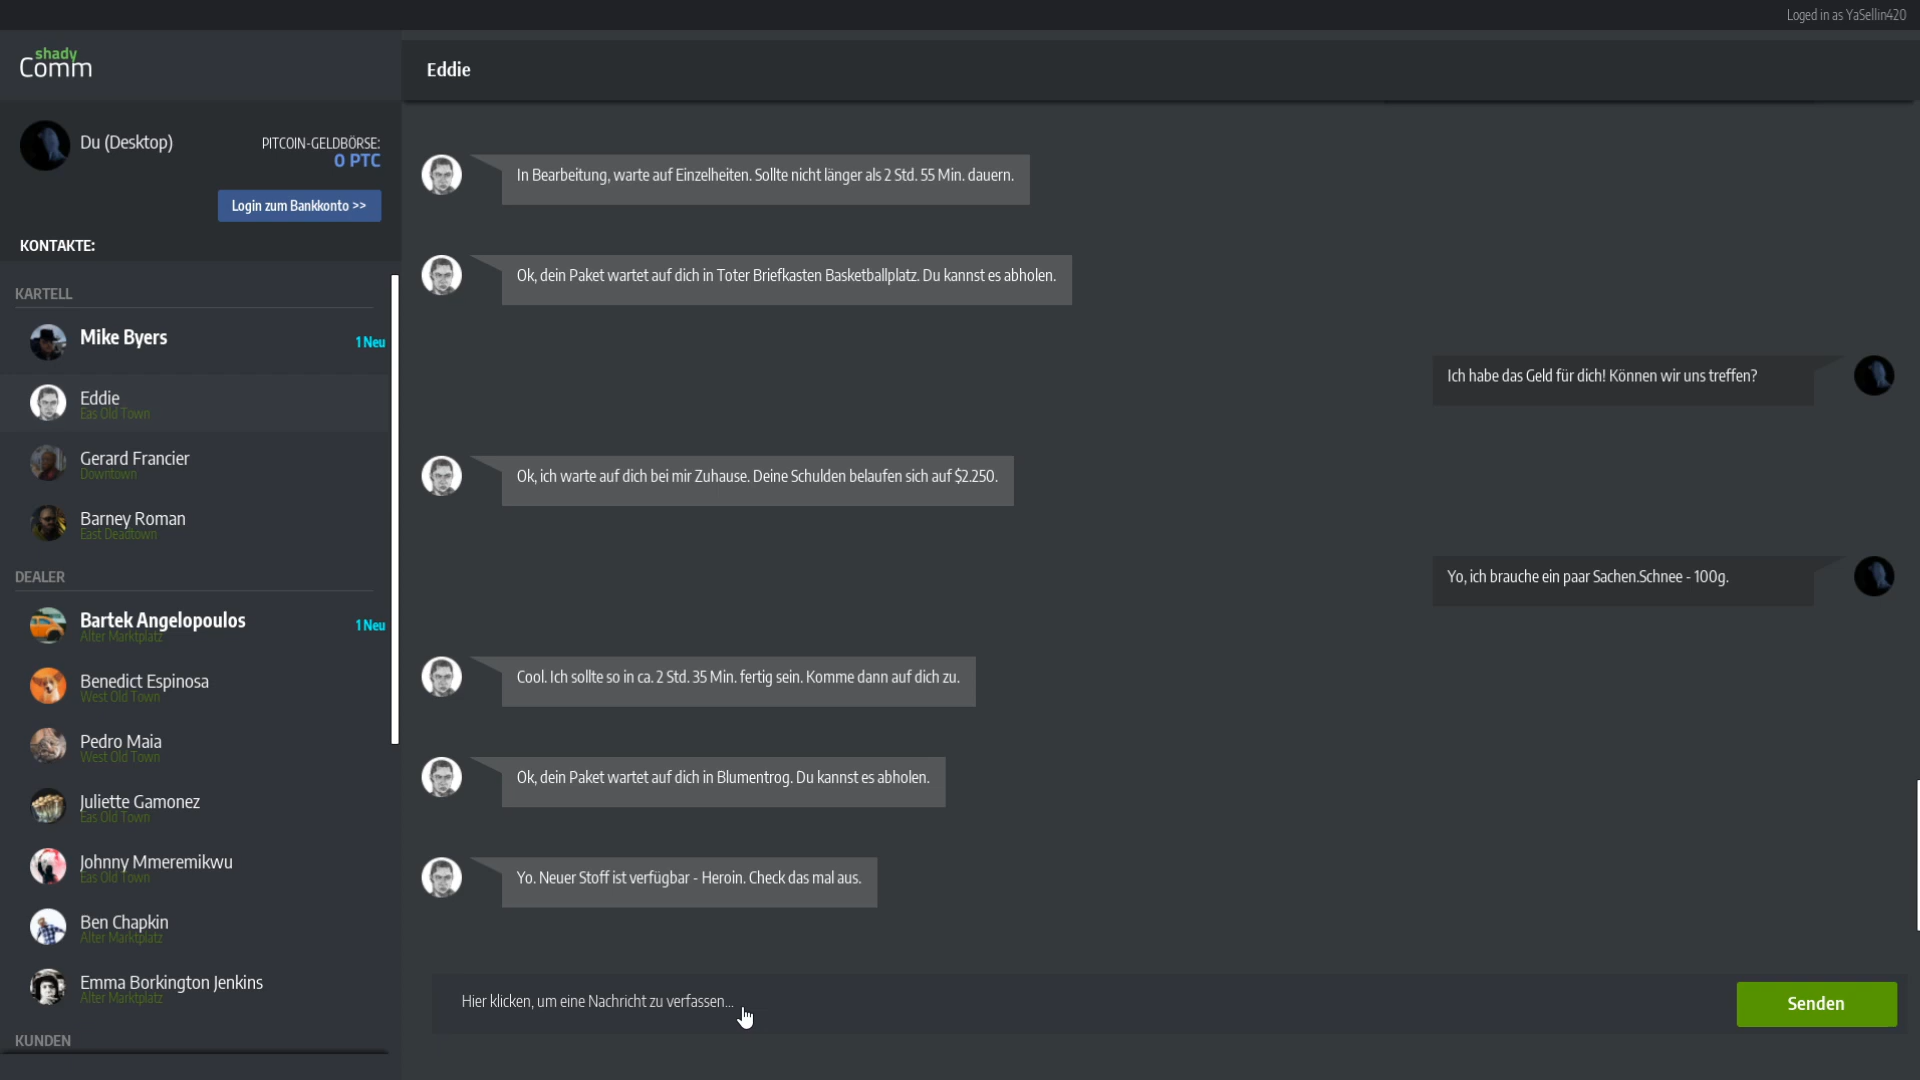 Loged in as YaSellin420
shady
Comm
Eddie
Du (Desktop)
PITCOIN-GELDBÖRSE:
0 PTC
Login zum Bankkonto >>
KONTAKTE:
KARTELL
Mike Byers
1 Neu
Eddie
Eas Old Town
Gerard Francier
Downtown
Barney Roman
East Deadtown
DEALER
Bartek Angelopoulos
1 Neu
Alter Marktplatz
Benedict Espinosa
West Old Town
Pedro Maia
West Old Town
Juliette Gamonez
Eas Old Town
Johnny Mmeremikwu
Eas Old Town
Ben Chapkin
Alter Marktplatz
Emma Borkington Jenkins
Alter Marktplatz
KUNDEN
In Bearbeitung, warte auf Einzelheiten. Sollte nicht länger als 2 Std. 55 Min. dauern.
Ok, dein Paket wartet auf dich in Toter Briefkasten Basketballplatz. Du kannst es abholen.
Ich habe das Geld für dich! Können wir uns treffen?
Ok, ich warte auf dich bei mir Zuhause. Deine Schulden belaufen sich auf $2.250.
Yo, ich brauche ein paar Sachen.Schnee - 100g.
Cool. Ich sollte so in ca. 2 Std. 35 Min. fertig sein. Komme dann auf dich zu.
Ok, dein Paket wartet auf dich in Blumentrog. Du kannst es abholen.
Yo. Neuer Stoff ist verfügbar - Heroin. Check das mal aus.
Hier klicken, um eine Nachricht zu verfassen...
Senden